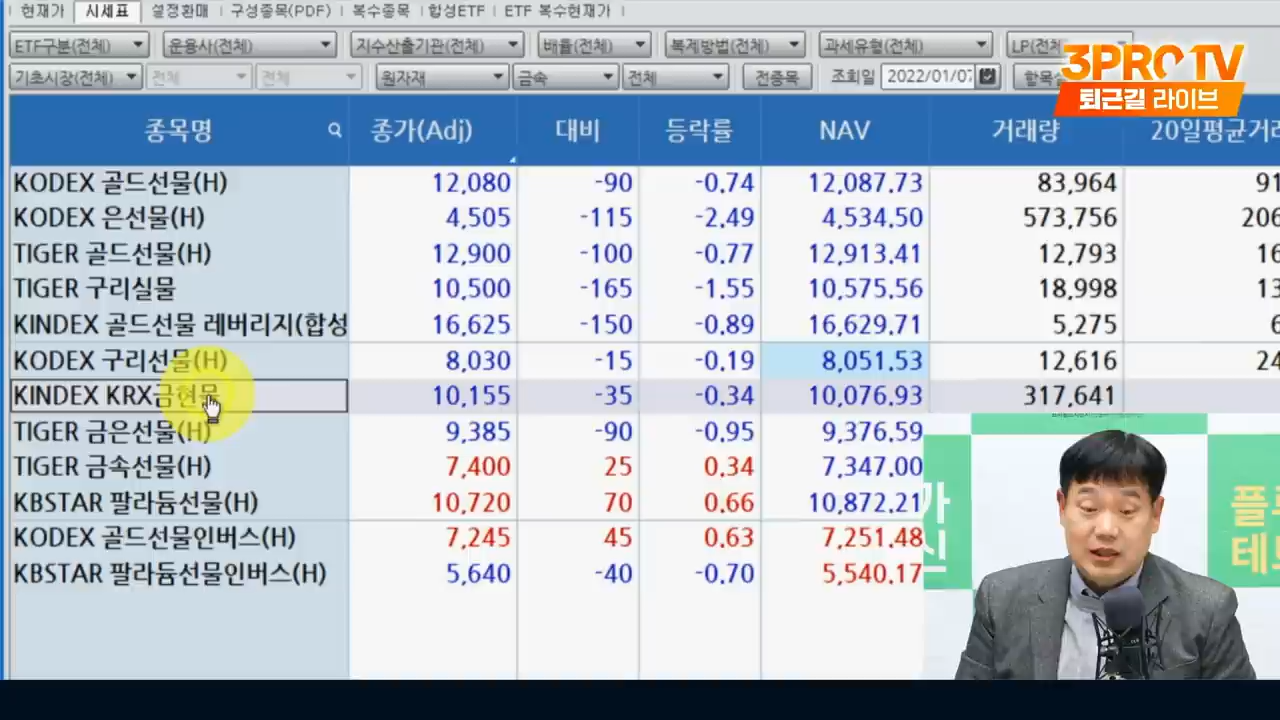 현재가 시세표 설정환매 구성종목(PDF) 복수종목 합성ETF ETF 복수현재가
ETF구분(전체) 운용사(전체) 지수산출기관(전체) 배율(전체) 복제방법(전체) 과세유형(전체) LP(전체
기초시장(전체) 전체 전체 원자재 금속 전체 전종목 조회일 2022/01/07
3PROTV
퇴근길 라이브
종목명 종가(Adj) 대비 등락률 NAV 거래량 20일평균거래
KODEX 골드선물(H) 12,080 -90 -0.74 12,087.73 83,964 91
KODEX 은선물(H) 4,505 -115 -2.49 4,534.50 573,756 206
TIGER 골드선물(H) 12,900 -100 -0.77 12,913.41 12,793 16
TIGER 구리실물 10,500 -165 -1.55 10,575.56 18,998 13
KINDEX 골드선물 레버리지(합성 16,625 -150 -0.89 16,629.71 5,275 6
KODEX 구리선물(H) 8,030 -15 -0.19 8,051.53 12,616 24
KINDEX KRX금현물 10,155 -35 -0.34 10,076.93 317,641
TIGER 금은선물(H) 9,385 -90 -0.95 9,376.59
TIGER 금속선물(H) 7,400 25 0.34 7,347.00
KBSTAR 팔라듐선물(H) 10,720 70 0.66 10,872.21
KODEX 골드선물인버스(H) 7,245 45 0.63 7,251.48
KBSTAR 팔라듐선물인버스(H) 5,640 -40 -0.70 5,540.17
가
신
플
테